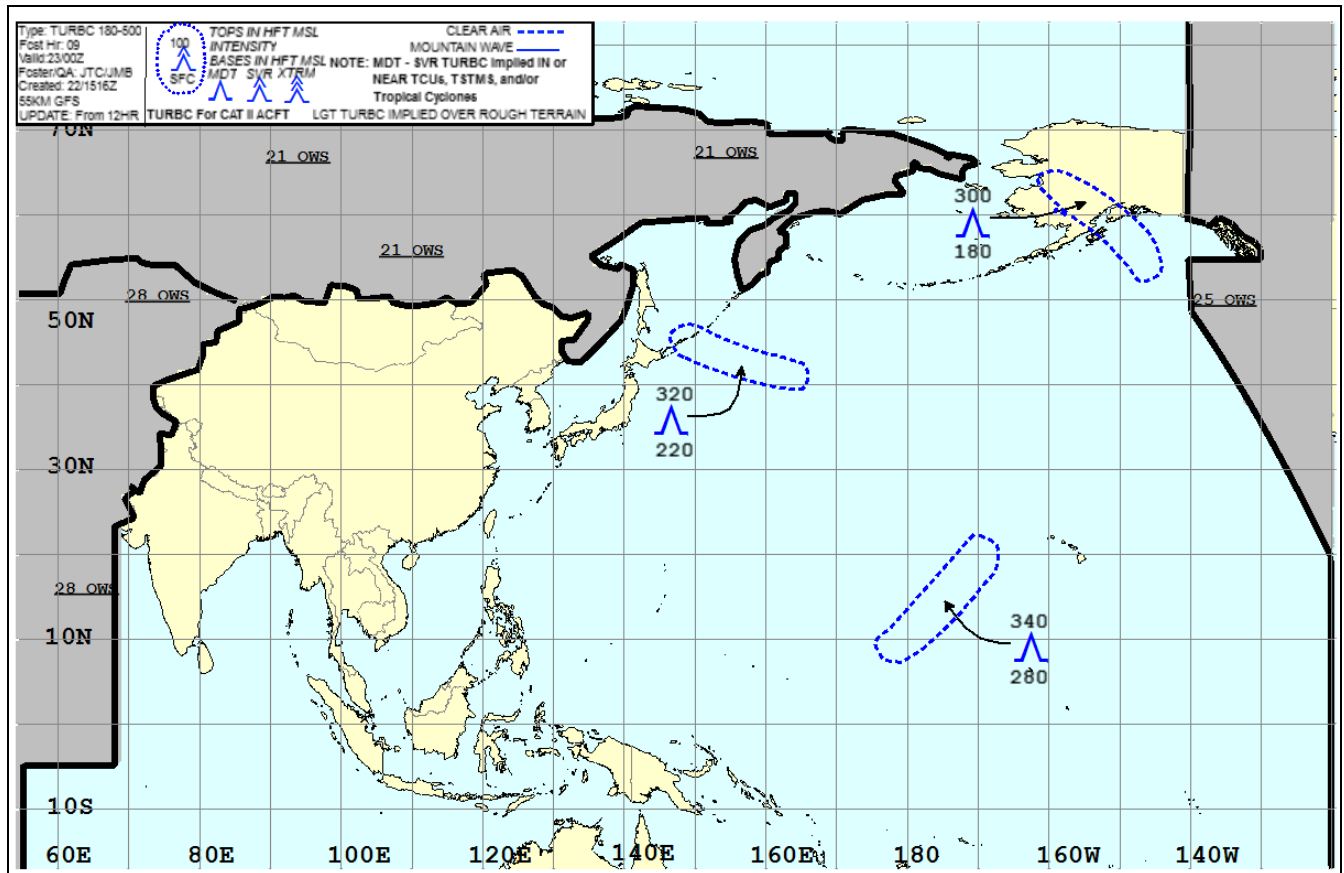 Type: TURBC 180-500
Fcst Hr: 09
Valid:23/00Z
Foster/QA: JTC/JMB
Created: 22/1516Z
55KM GFS
UPDATE: From 12HR
100
SFC
TOPS IN HFT MSL
INTENSITY
BASES IN HFT MSL
MDT SVR XTRM
TURBC For CAT II ACFT
CLEAR AIR
MOUNTAIN WAVE
NOTE: MDT - SVR TURBC Implied IN or
NEAR TCUs, TSTMS, and/or
Tropical Cyclones
LGT TURBC IMPLIED OVER ROUGH TERRAIN
70N
21 OWS
21 OWS
300
180
21 OWS
28 OWS
25 OWS
50N
320
220
30N
28 OWS
10N
340
280
10S
60E 80E 100E 120E 140E 160E 180 160W 140W